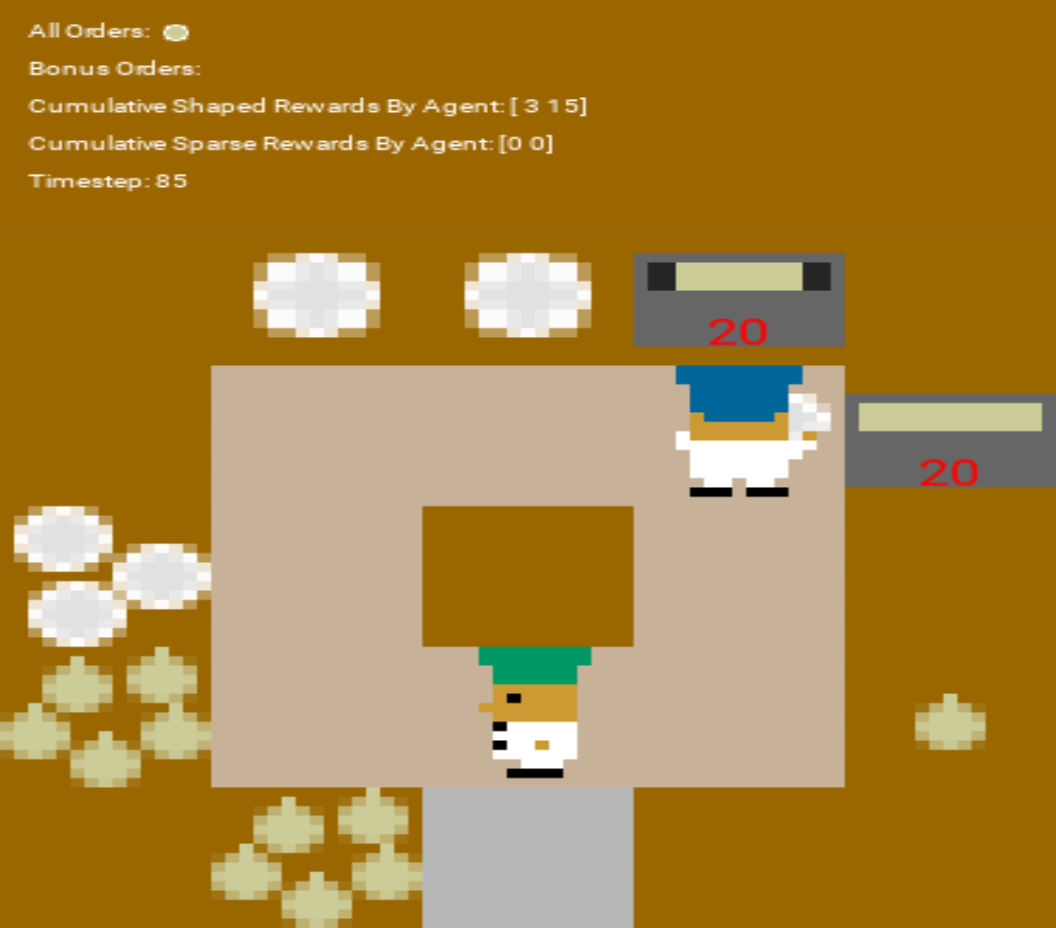 All Orders:
Bonus Orders:
Cumulative Shaped Rewards By Agent: [ 3 15]
Cumulative Sparse Rewards By Agent: [0 0]
Timestep: 85
20
20